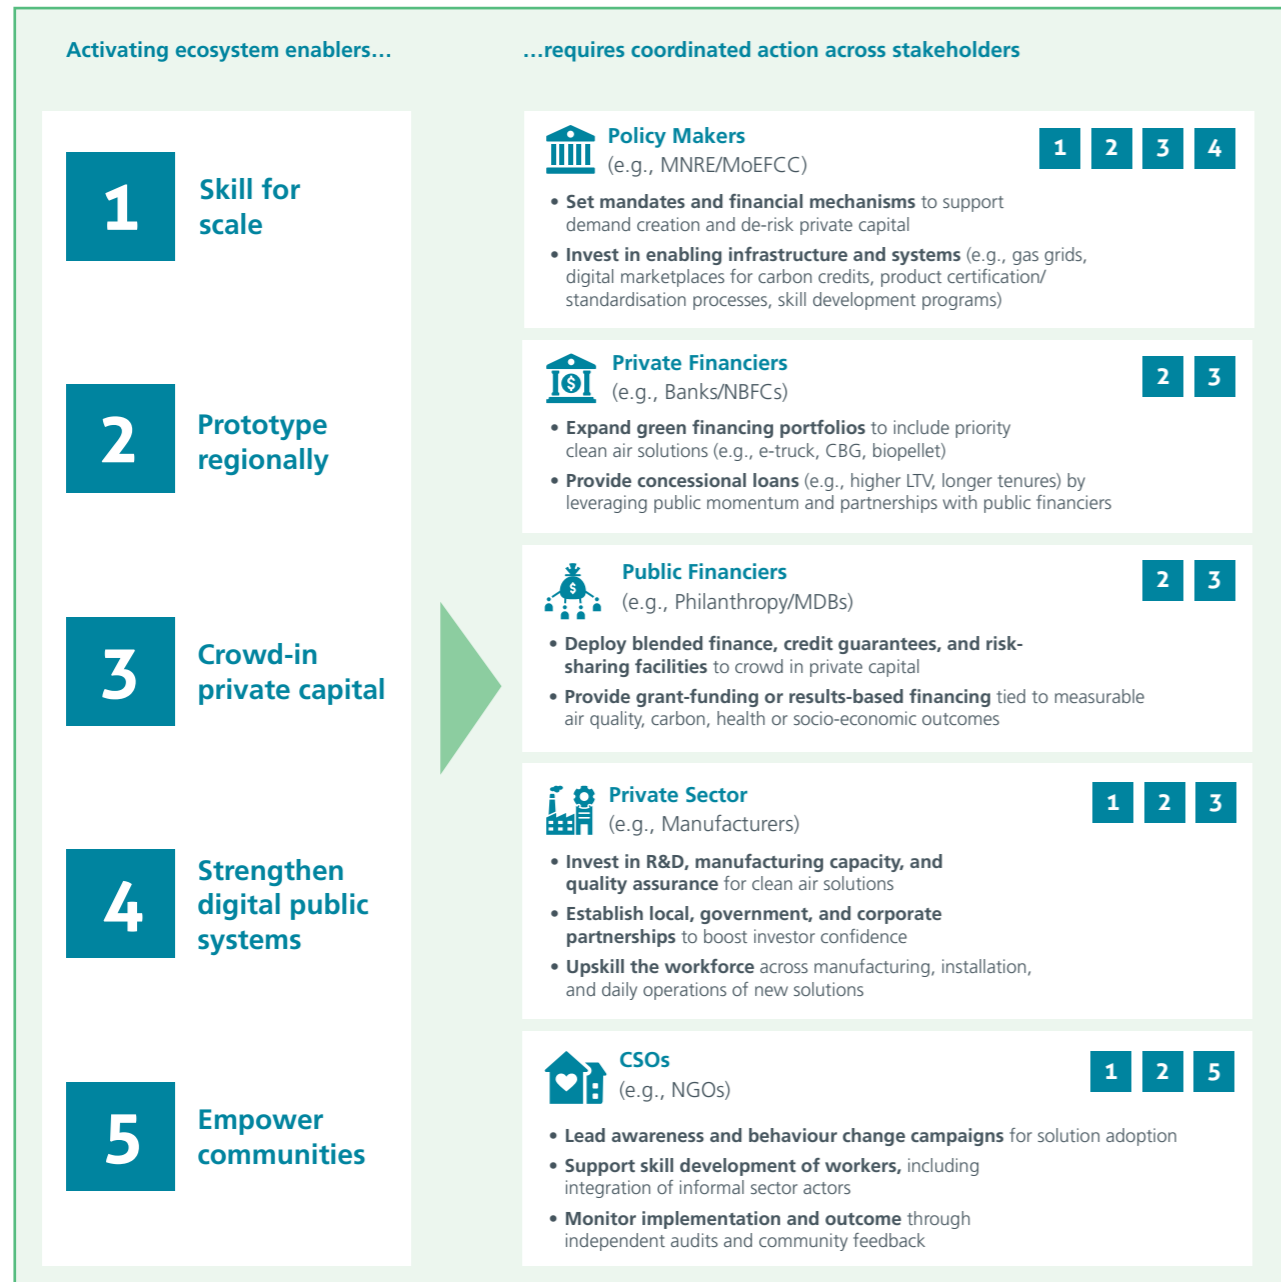 Activating ecosystem enablers…
…requires coordinated action across stakeholders
1
Skill for
scale
2
Prototype
regionally
3
Crowd-in
private capital
4
Strengthen
digital public
systems
5
Empower
communities
Policy Makers
(e.g., MNRE/MoEFCC)
1 2 3 4
• Set mandates and financial mechanisms to support
demand creation and de-risk private capital
• Invest in enabling infrastructure and systems (e.g., gas grids,
digital marketplaces for carbon credits, product certification/
standardisation processes, skill development programs)
Private Financiers
(e.g., Banks/NBFCs)
2 3
• Expand green financing portfolios to include priority
clean air solutions (e.g., e-truck, CBG, biopellet)
• Provide concessional loans (e.g., higher LTV, longer tenures) by
leveraging public momentum and partnerships with public financiers
Public Financiers
(e.g., Philanthropy/MDBs)
2 3
• Deploy blended finance, credit guarantees, and risk-
sharing facilities to crowd in private capital
• Provide grant-funding or results-based financing tied to measurable
air quality, carbon, health or socio-economic outcomes
Private Sector
(e.g., Manufacturers)
1 2 3
• Invest in R&D, manufacturing capacity, and
quality assurance for clean air solutions
• Establish local, government, and corporate
partnerships to boost investor confidence
• Upskill the workforce across manufacturing, installation,
and daily operations of new solutions
CSOs
(e.g., NGOs)
1 2 5
• Lead awareness and behaviour change campaigns for solution adoption
• Support skill development of workers, including
integration of informal sector actors
• Monitor implementation and outcome through
independent audits and community feedback